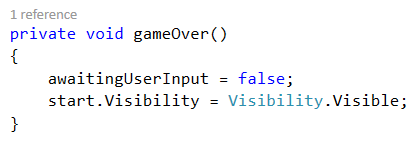 1 reference
private void gameOver()
{
    awaitingUserInput = false;
    start.Visibility = Visibility.Visible;
}